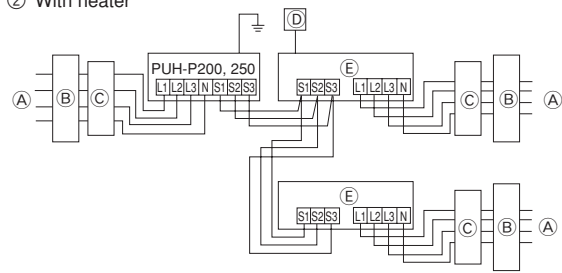 ② With heater
Ⓓ
PUH-P200, 250
Ⓔ
L1 L2 L3 N S1 S2 S3
S1 S2 S3
L1 L2 L3 N
Ⓐ
Ⓑ
Ⓒ
Ⓒ
Ⓑ
Ⓐ
Ⓔ
S1 S2 S3
L1 L2 L3 N
Ⓒ
Ⓑ
Ⓐ